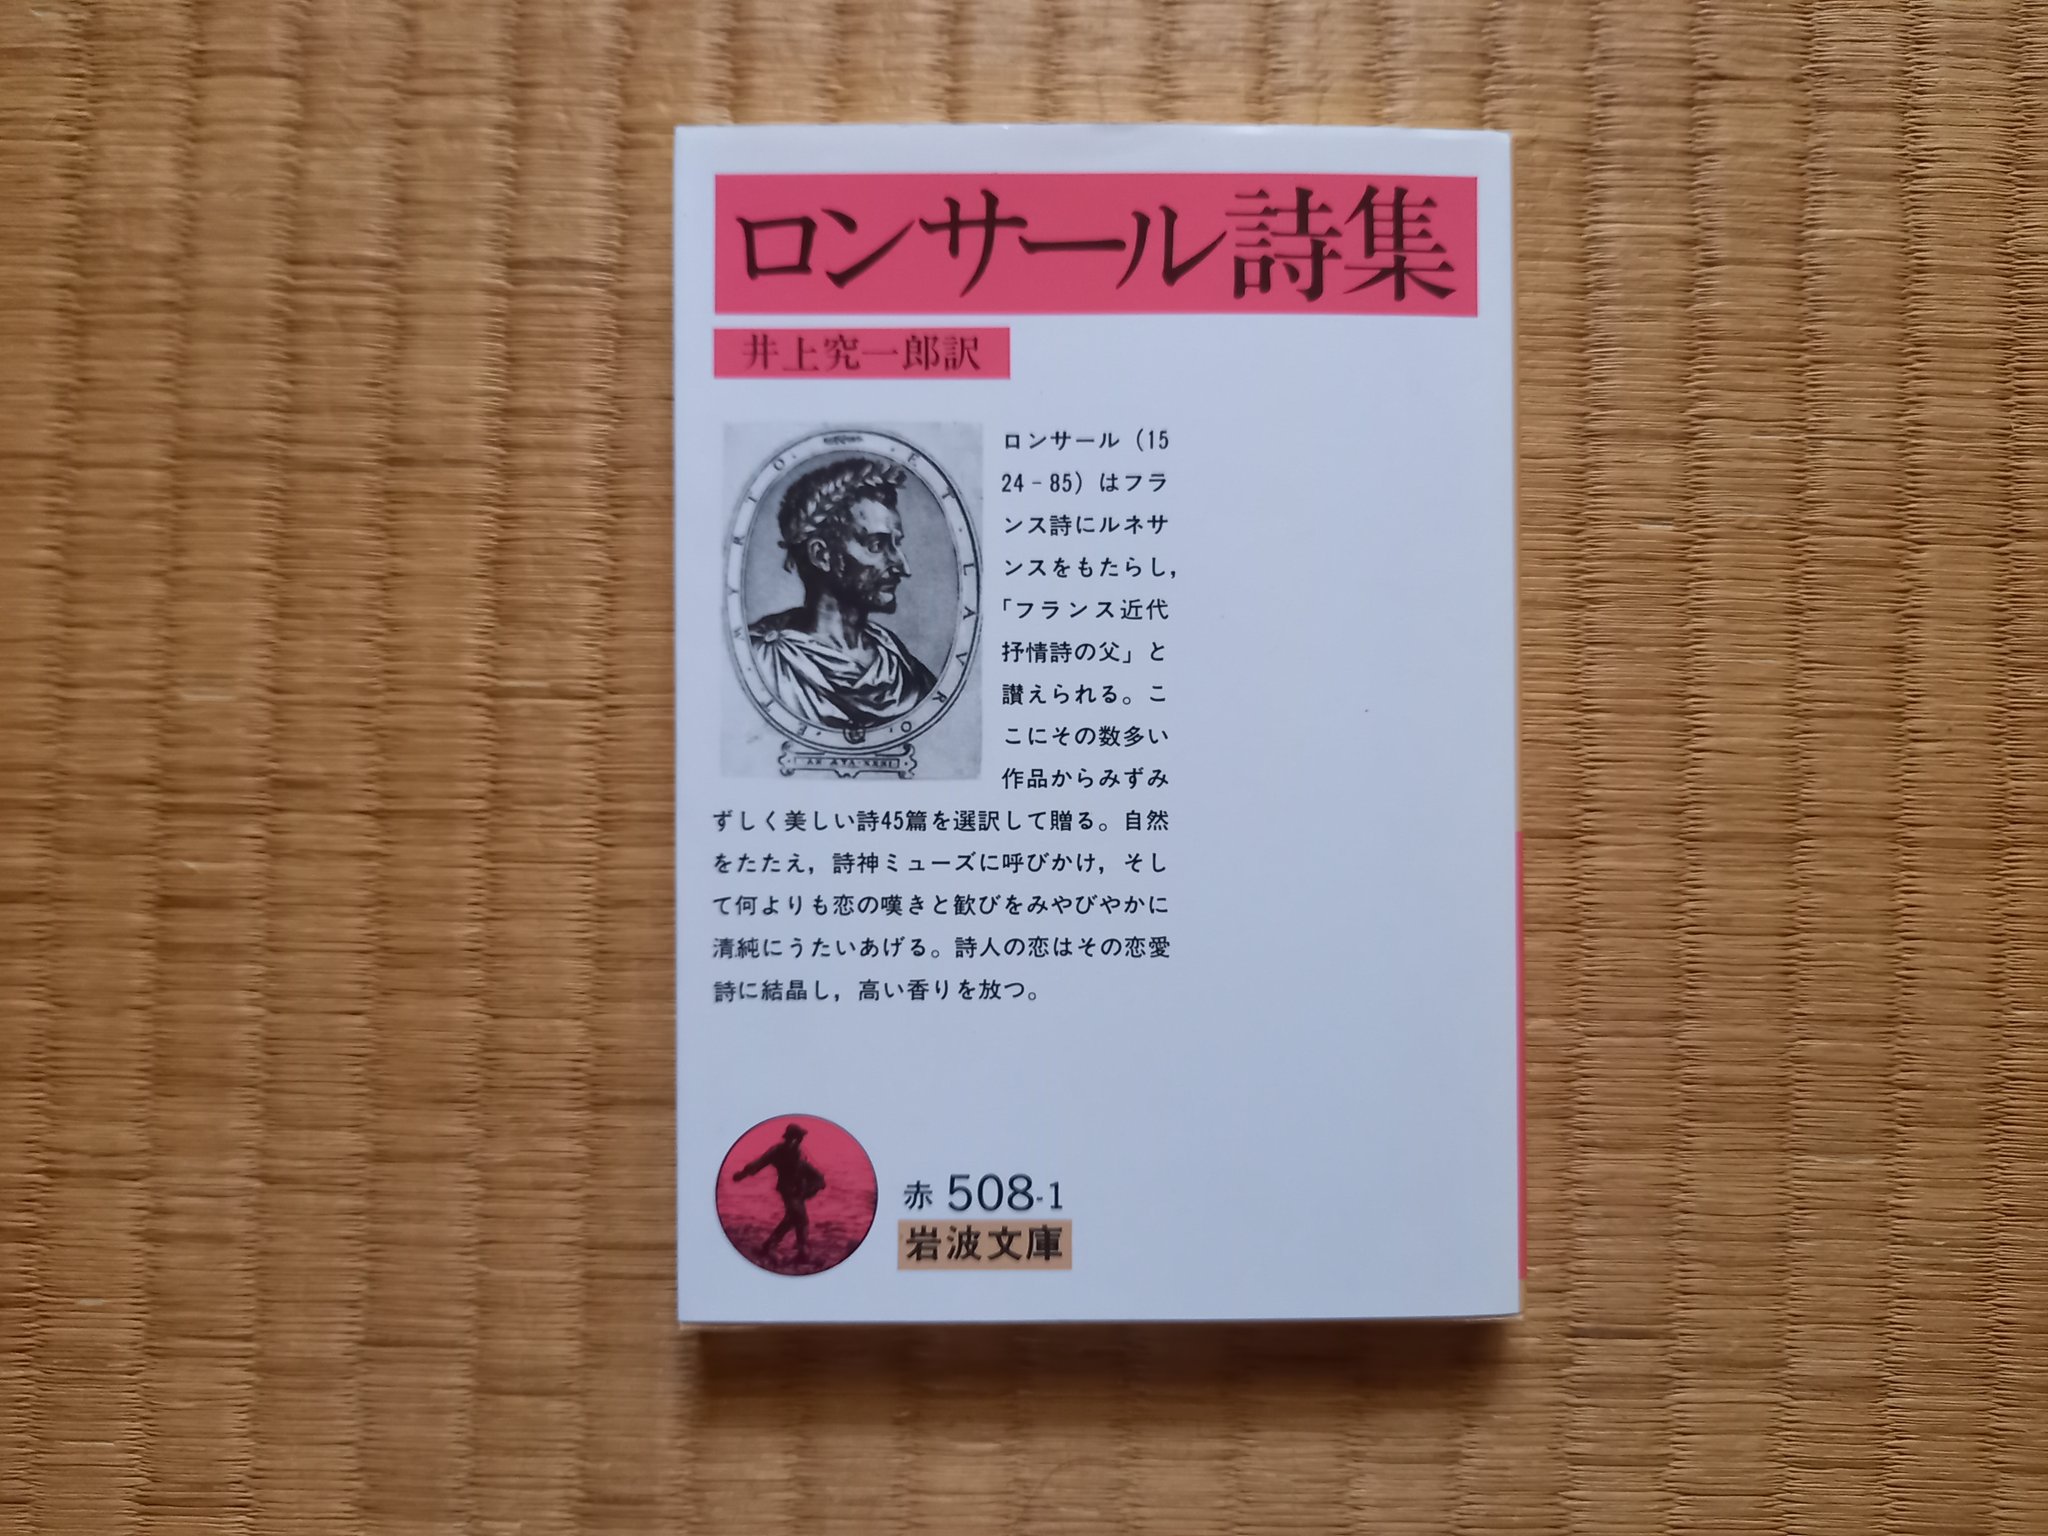 ロンサール詩集
井上究一郎訳
ロンサール（15
24‐85）はフラ
ンス詩にルネサ
ンスをもたらし，
「フランス近代
抒情詩の父」と
讃えられる。こ
こにその数多い
作品からみずみ
ずしく美しい詩45篇を選訳して贈る。自然
をたたえ，詩神ミューズに呼びかけ，そし
て何よりも恋の嘆きと歓びをみやびやかに
清純にうたいあげる。詩人の恋はその恋愛
詩に結晶し，高い香りを放つ。
赤 508-1
岩波文庫